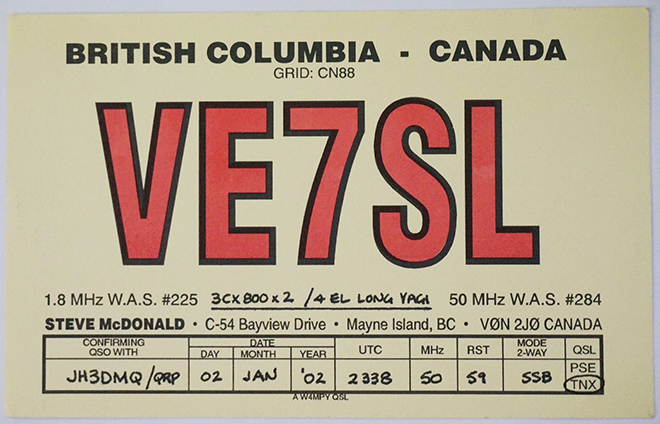 BRITISH COLUMBIA - CANADA
GRID: CN88
VE7SL
1.8 MHz W.A.S. #225 3CX800x2 /4 EL LONG YAGI 50 MHz W.A.S. #284
STEVE McDONALD • C-54 Bayview Drive • Mayne Island, BC • VØN 2JØ CANADA
CONFIRMING QSO WITH DATE DAY MONTH YEAR UTC MHz RST MODE 2-WAY QSL
JH3DMQ/QRP 02 JAN '02 2338 50 59 SSB PSE TNX
A W4MPY QSL